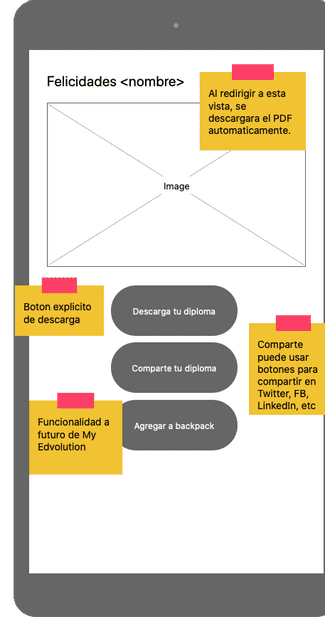 Felicidades <nombre>
Al redirigir a esta
vista, se
descargara el PDF
automaticamente.
Image
Boton explicito
de descarga
Descarga tu diploma
Comparte tu diploma
Comparte
puede usar
botones para
compartir en
Twitter, FB,
LinkedIn, etc
Funcionalidad a
futuro de My
Edvolution
Agregar a backpack